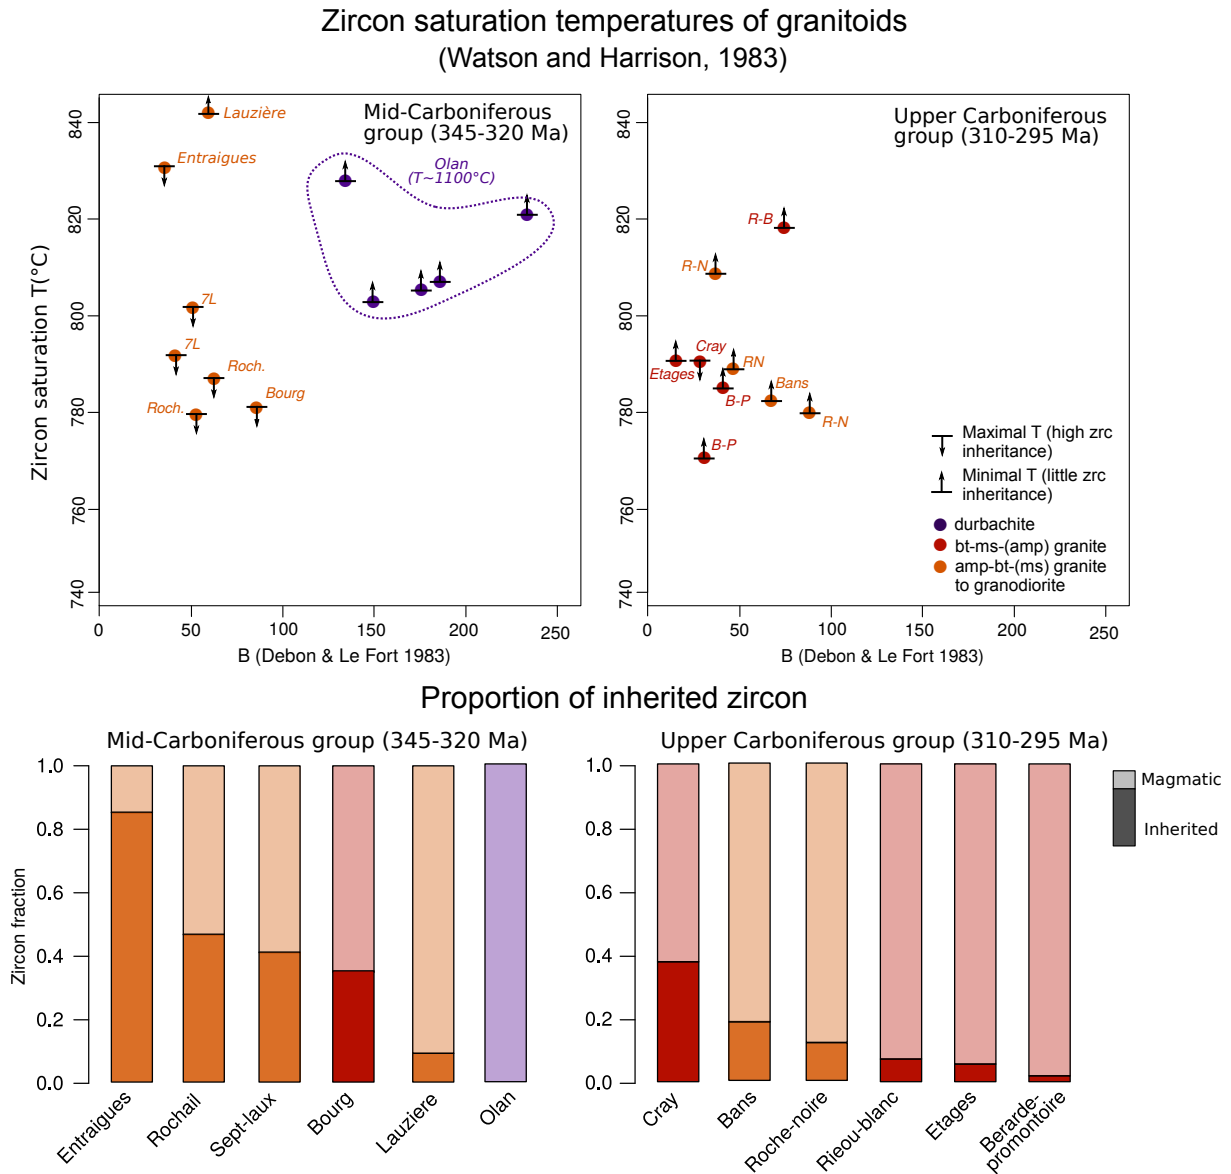 Zircon saturation temperatures of granitoids
(Watson and Harrison, 1983)
Mid-Carboniferous
group (345-320 Ma)
Zircon saturation T(°C)
840
820
800
780
760
740
Lauzière
Entraigues
Olan
(T~1100°C)
7L
7L
Roch.
Roch.
Bourg
0
50
100
150
200
250
B (Debon & Le Fort 1983)
Upper Carboniferous
group (310-295 Ma)
840
820
800
780
760
740
R-B
R-N
Cray
Etages
RN
B-P
Bans
R-N
B-P
Maximal T (high zrc
inheritance)
Minimal T (little zrc
inheritance)
durbachite
bt-ms-(amp) granite
amp-bt-(ms) granite
to granodiorite
0
50
100
150
200
250
B (Debon & Le Fort 1983)
Proportion of inherited zircon
Mid-Carboniferous group (345-320 Ma)
Zircon fraction
1.0
0.8
0.6
0.4
0.2
0.0
Entraigues
Rochail
Sept-laux
Bourg
Lauziere
Olan
Upper Carboniferous group (310-295 Ma)
1.0
0.8
0.6
0.4
0.2
0.0
Cray
Bans
Roche-noire
Rieou-blanc
Etages
Berarde-
promontoire
Magmatic
Inherited